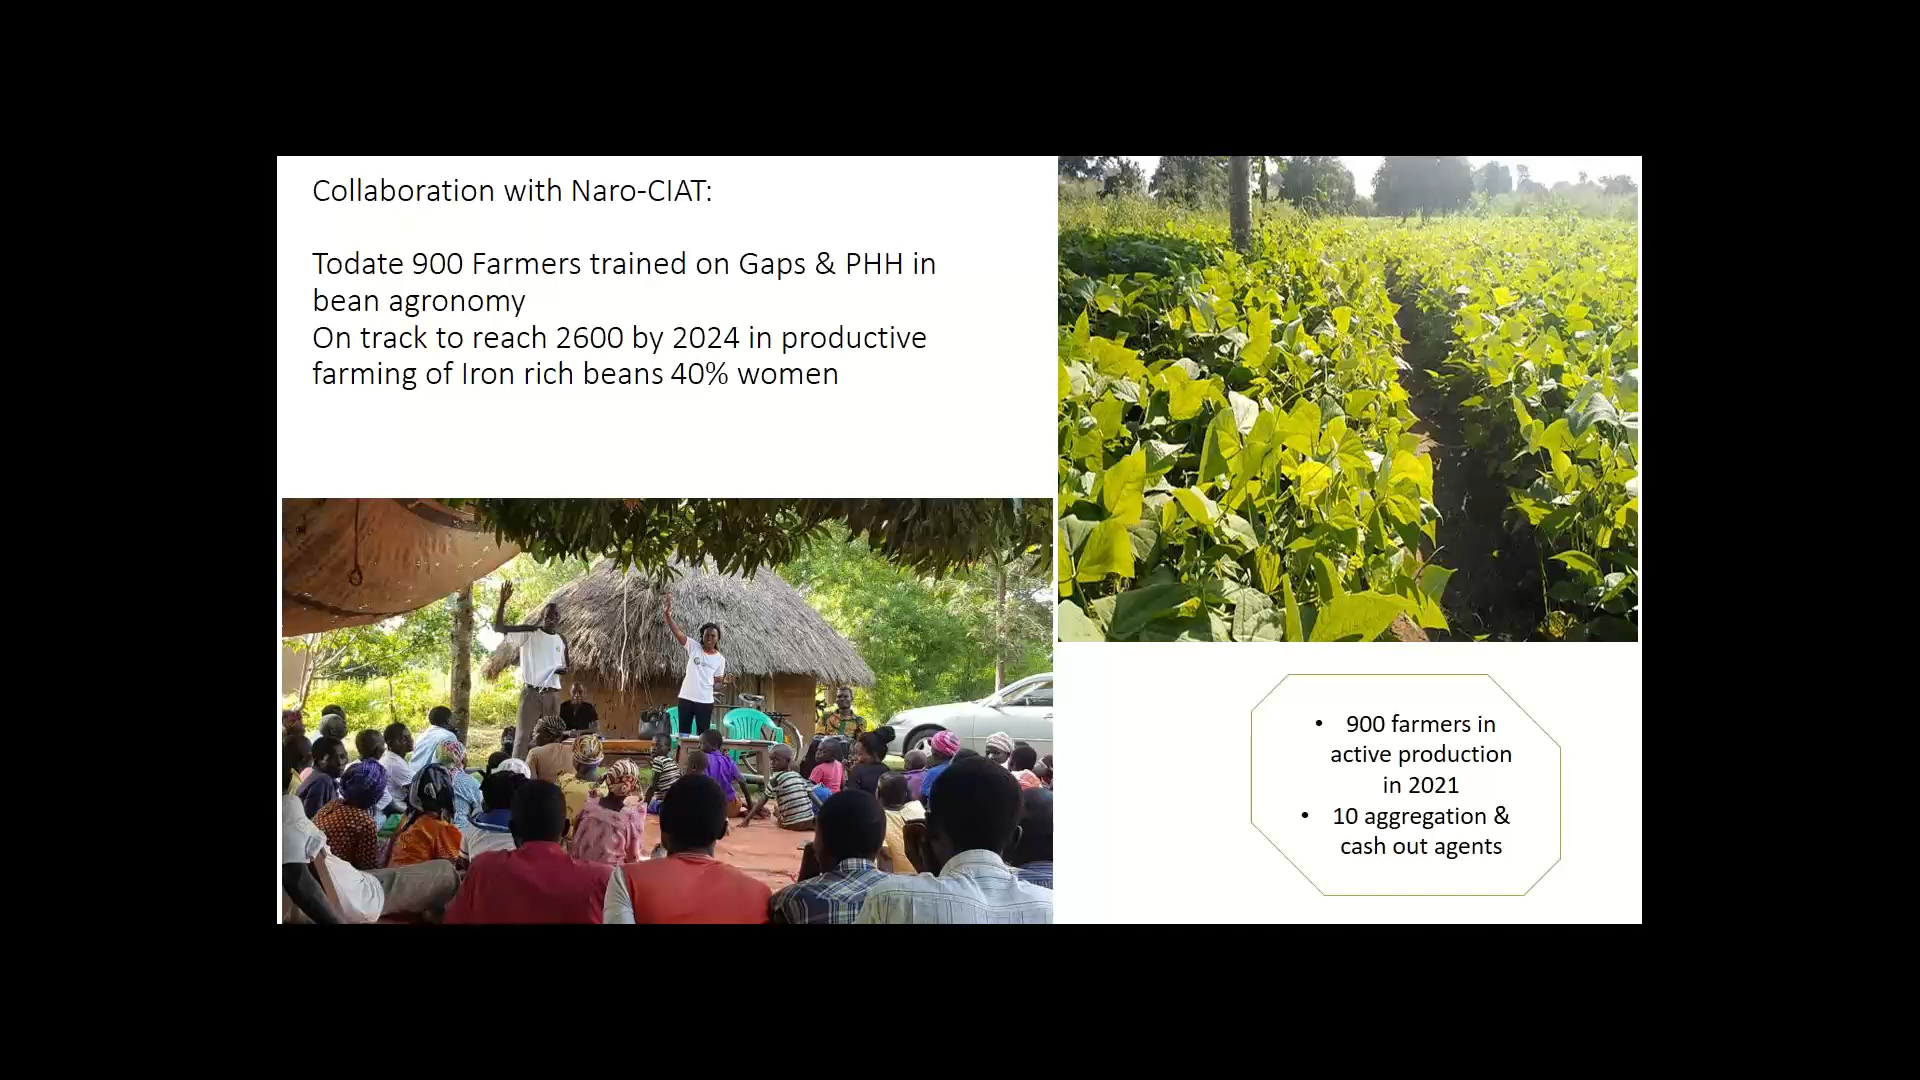 Collaboration with Naro-CIAT:
Todate 900 Farmers trained on Gaps & PHH in
bean agronomy
On track to reach 2600 by 2024 in productive
farming of Iron rich beans 40% women
• 900 farmers in
active production
in 2021
• 10 aggregation &
cash out agents